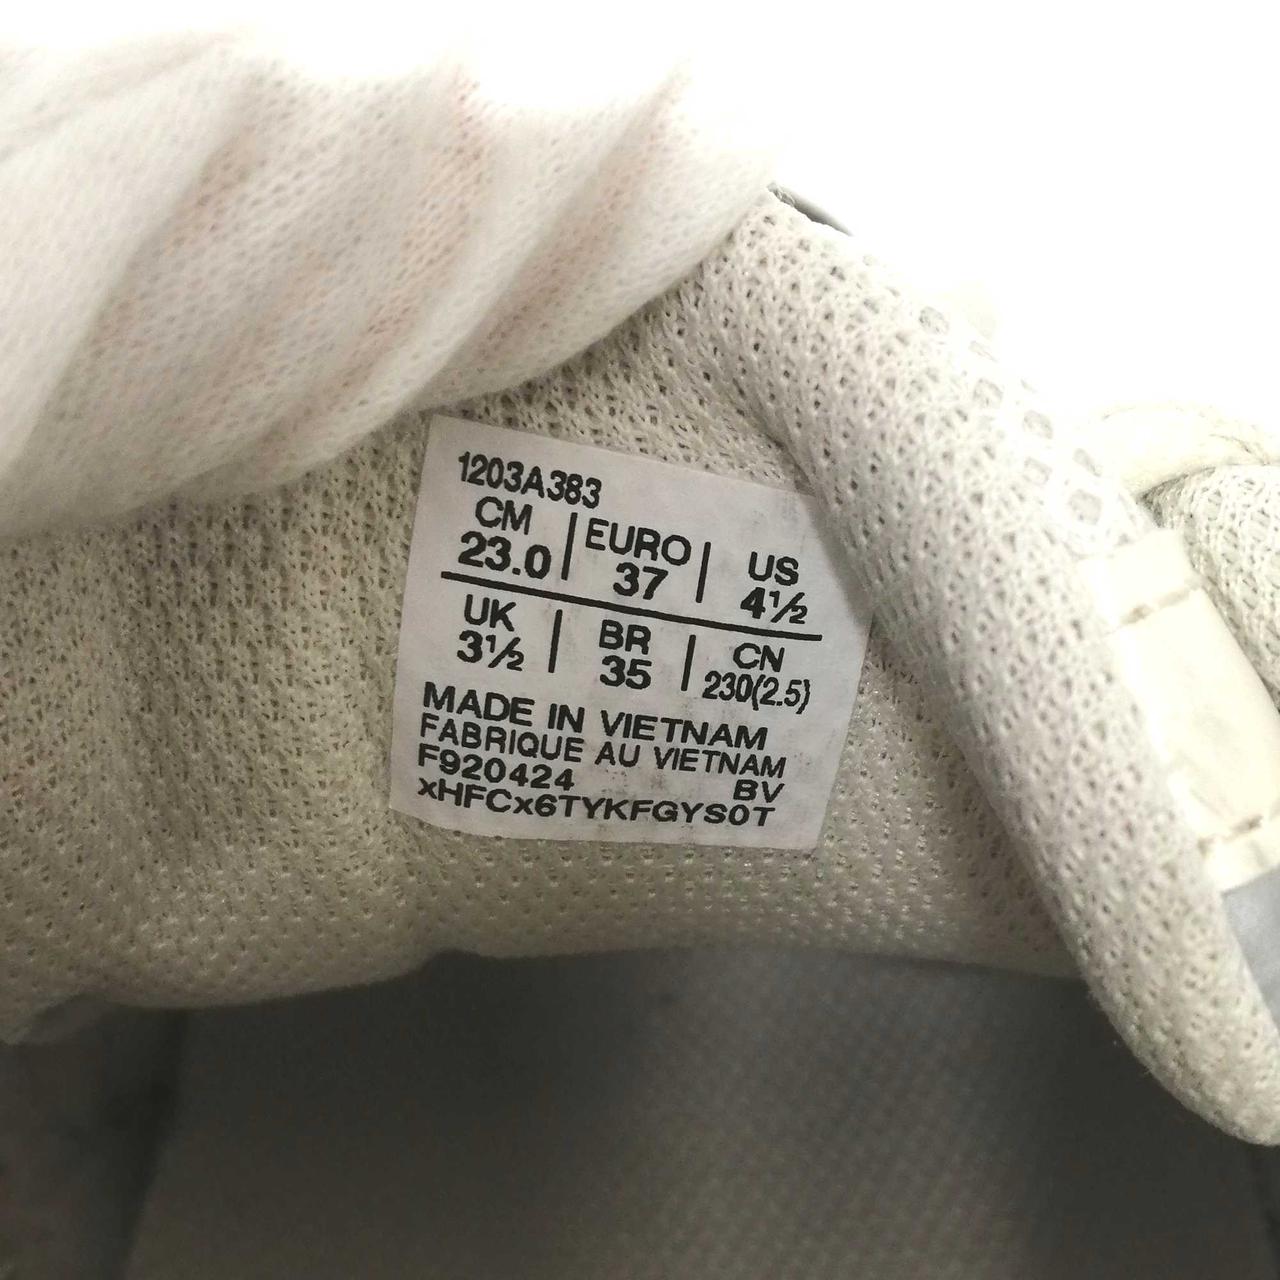 1203A383
CM | EURO | US
23.0 | 37 | 4½
UK | BR | CN
3½ | 35 | 230(2.5)
MADE IN VIETNAM
FABRIQUE AU VIETNAM
F920424 BV
xHFCx6TYKFGYS0T